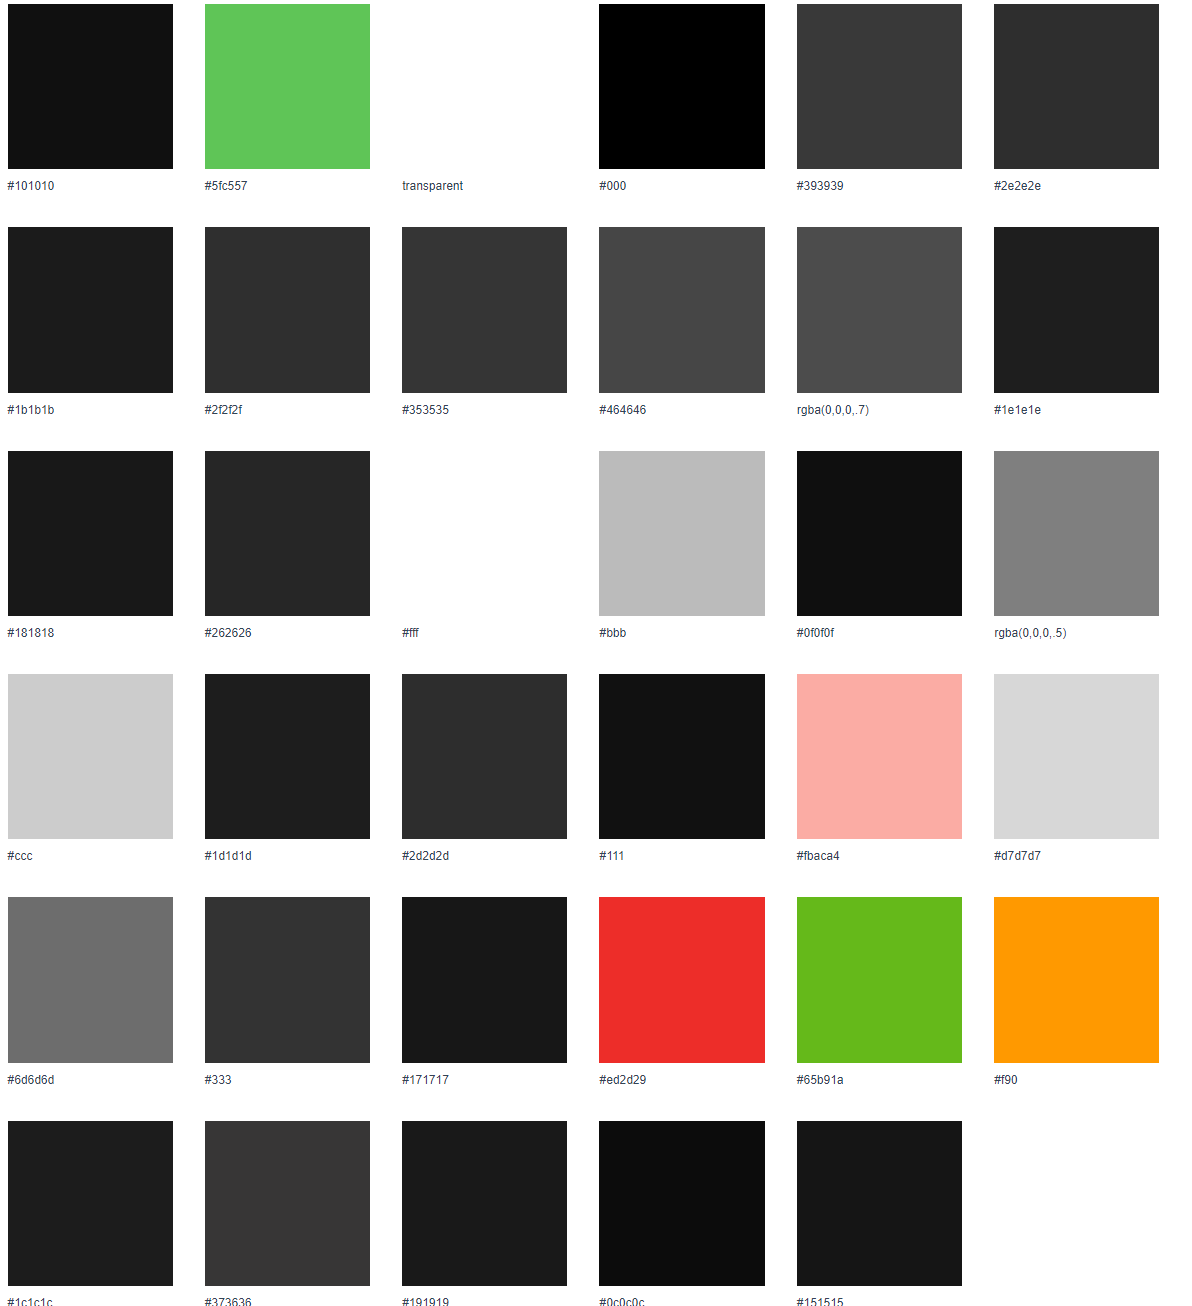 #101010 #5fc557 transparent #000 #393939 #2e2e2e
#1b1b1b #2f2f2f #353535 #464646 rgba(0,0,0,.7) #1e1e1e
#181818 #262626 #fff #bbb #0f0f0f rgba(0,0,0,.5)
#ccc #1d1d1d #2d2d2d #111 #fbaca4 #d7d7d7
#6d6d6d #333 #171717 #ed2d29 #65b91a #f90
#1c1c1c #373636 #191919 #0c0c0c #151515